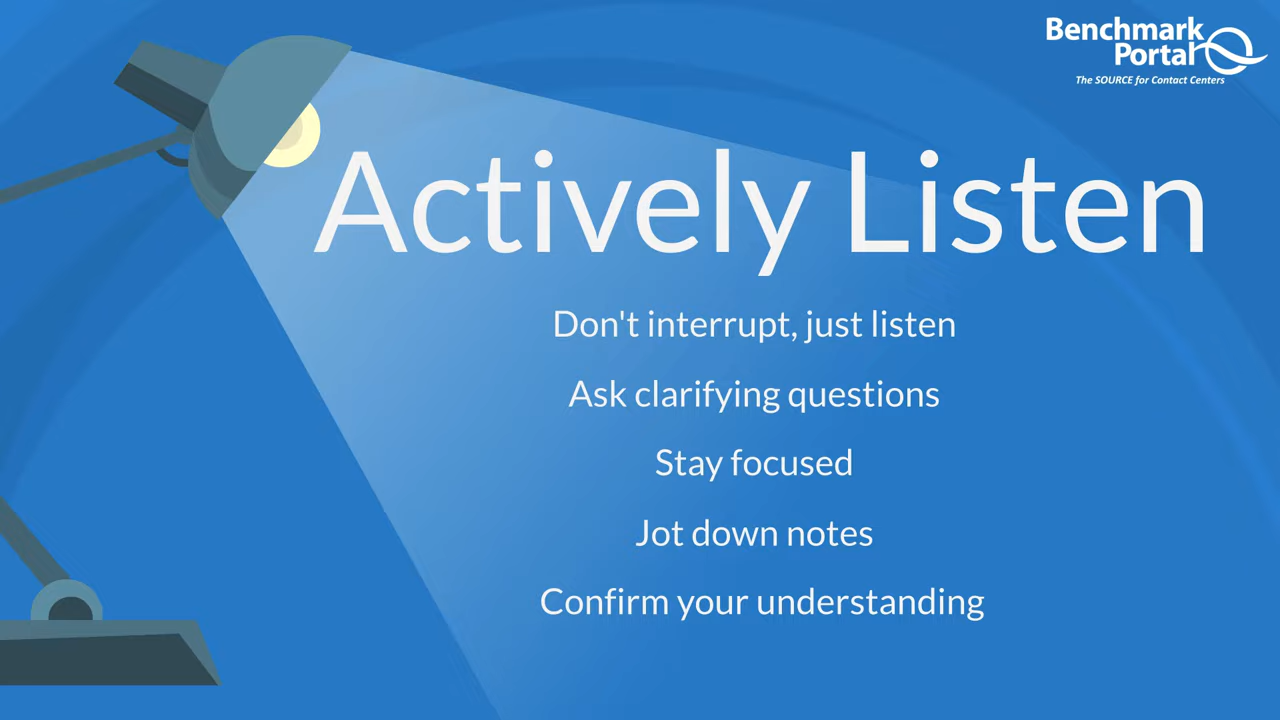 Benchmark
Portal
The SOURCE for Contact Centers
Actively Listen
Don't interrupt, just listen
Ask clarifying questions
Stay focused
Jot down notes
Confirm your understanding